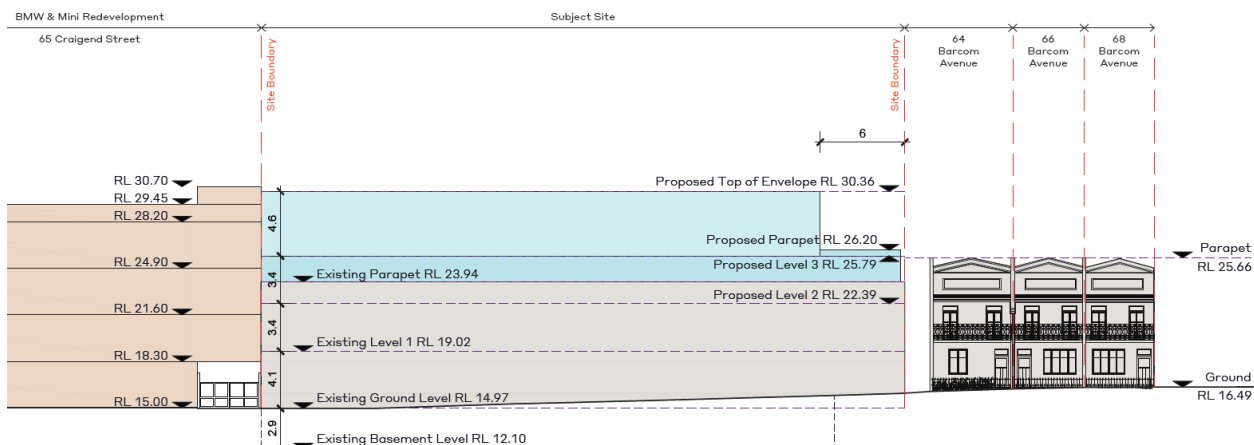 BMW & Mini Redevelopment
Subject Site
65 Craigend Street
Site Boundary
Site Boundary
64
Barcom
Avenue
66
Barcom
Avenue
68
Barcom
Avenue
6
RL 30.70
RL 29.45
RL 28.20
RL 24.90
RL 21.60
RL 18.30
RL 15.00
4.6
3.4
3.4
4.1
2.9
Proposed Top of Envelope RL 30.36
Proposed Parapet RL 26.20
Proposed Level 3 RL 25.79
Existing Parapet RL 23.94
Proposed Level 2 RL 22.39
Existing Level 1 RL 19.02
Existing Ground Level RL 14.97
Existing Basement Level RL 12.10
Parapet
RL 25.66
Ground
RL 16.49